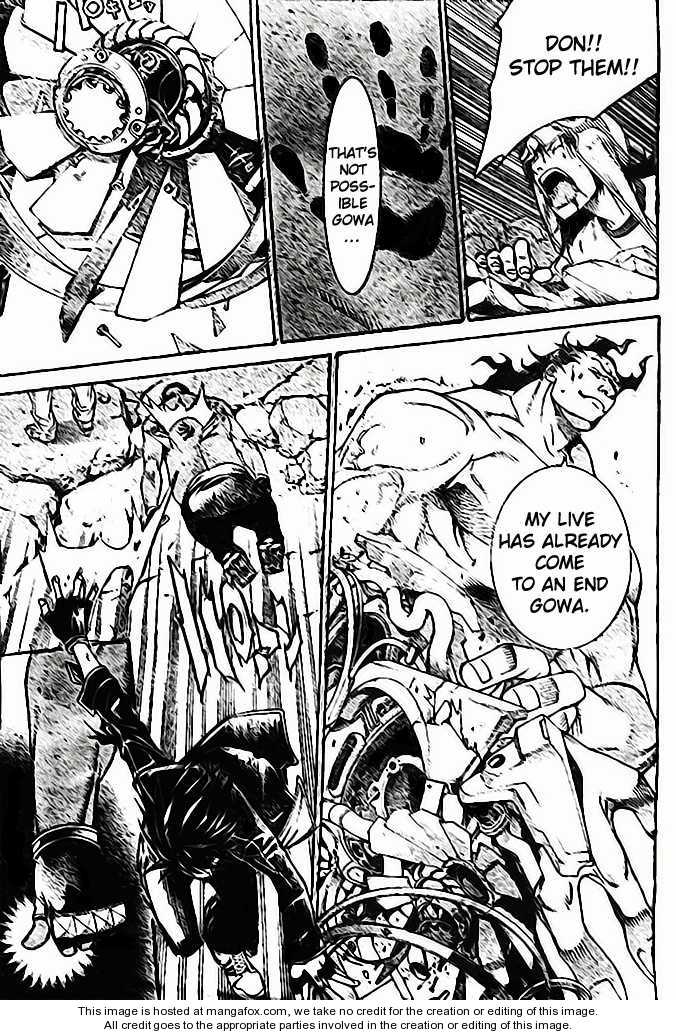 DON!!
STOP THEM!!
THAT'S
NOT
POSS-
IBLE
GOWA
...
MY LIVE
HAS ALREADY
COME
TO AN END
GOWA.
This image is hosted at mangafox.com, we take no credit for the creation or editing of this image.
All credit goes to the appropriate parties involved in the creation or editing of this image.